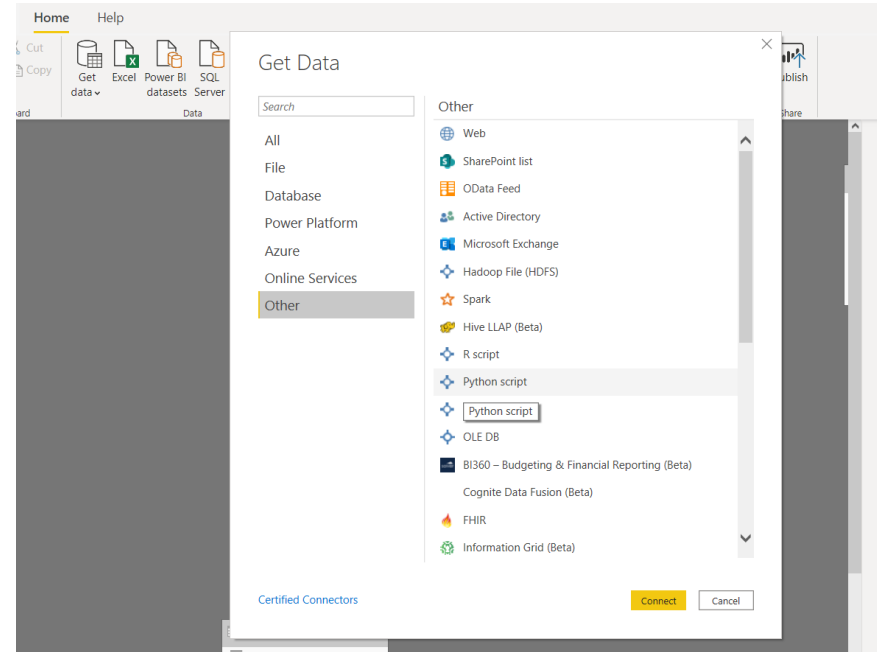 Home Help
Cut
Copy
Get data
Excel
Power BI datasets
SQL Server
Data
Get Data
Search
All
File
Database
Power Platform
Azure
Online Services
Other
Other
Web
SharePoint list
OData Feed
Active Directory
Microsoft Exchange
Hadoop File (HDFS)
Spark
Hive LLAP (Beta)
R script
Python script
Python script
OLE DB
BI360 – Budgeting & Financial Reporting (Beta)
Cognite Data Fusion (Beta)
FHIR
Information Grid (Beta)
Certified Connectors
Connect
Cancel
ublish
hare